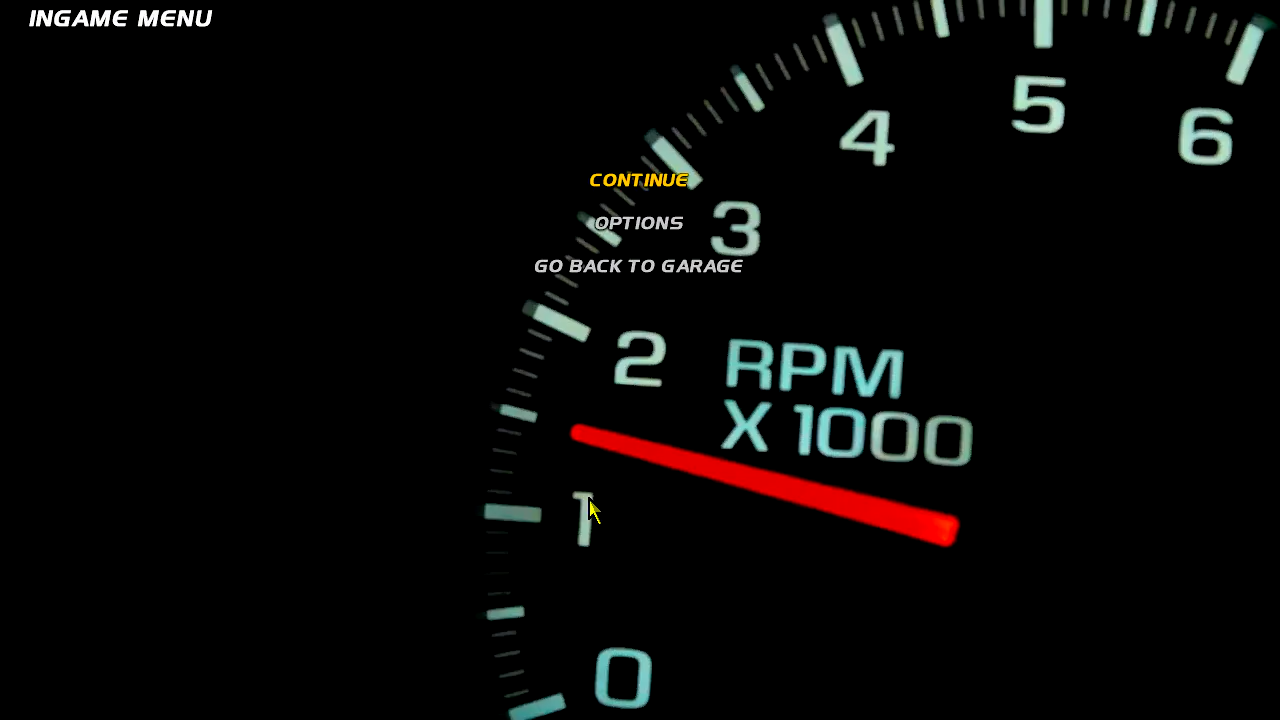 INGAME MENU
CONTINUE
OPTIONS
GO BACK TO GARAGE
0
1
2
3
4
5
6
RPM
X 1000